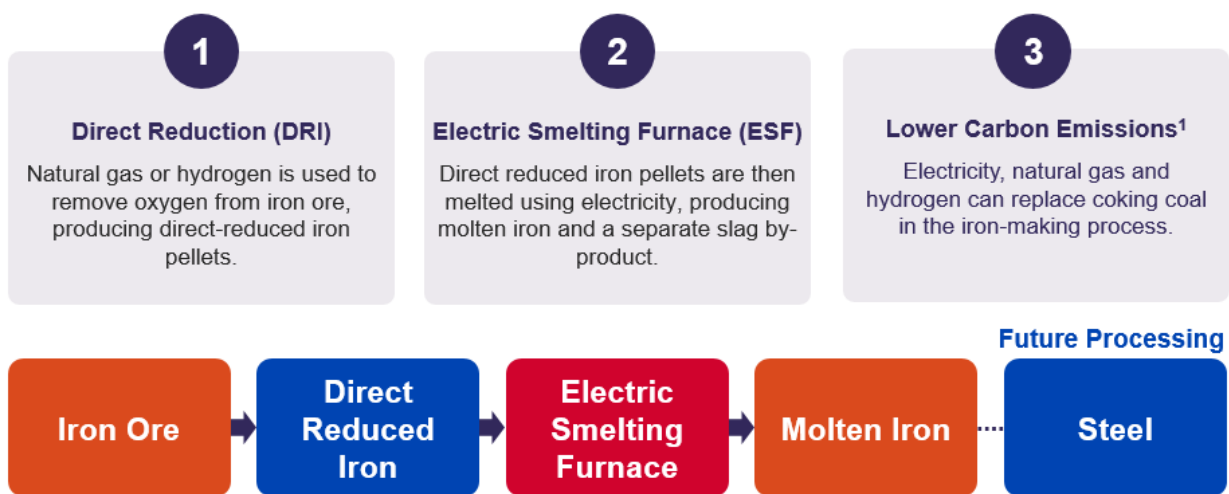 1
Direct Reduction (DRI)
Natural gas or hydrogen is used to
remove oxygen from iron ore,
producing direct-reduced iron
pellets.
2
Electric Smelting Furnace (ESF)
Direct reduced iron pellets are then
melted using electricity, producing
molten iron and a separate slag by-
product.
3
Lower Carbon Emissions¹
Electricity, natural gas and
hydrogen can replace coking coal
in the iron-making process.
Future Processing
Iron Ore
Direct
Reduced
Iron
Electric
Smelting
Furnace
Molten Iron
Steel